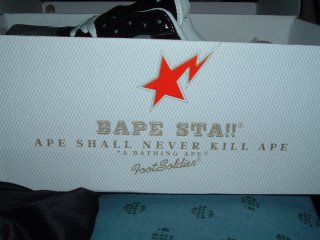 BAPE STA!!®
APE SHALL NEVER KILL APE
"A BATHING APE"
FootSoldier®